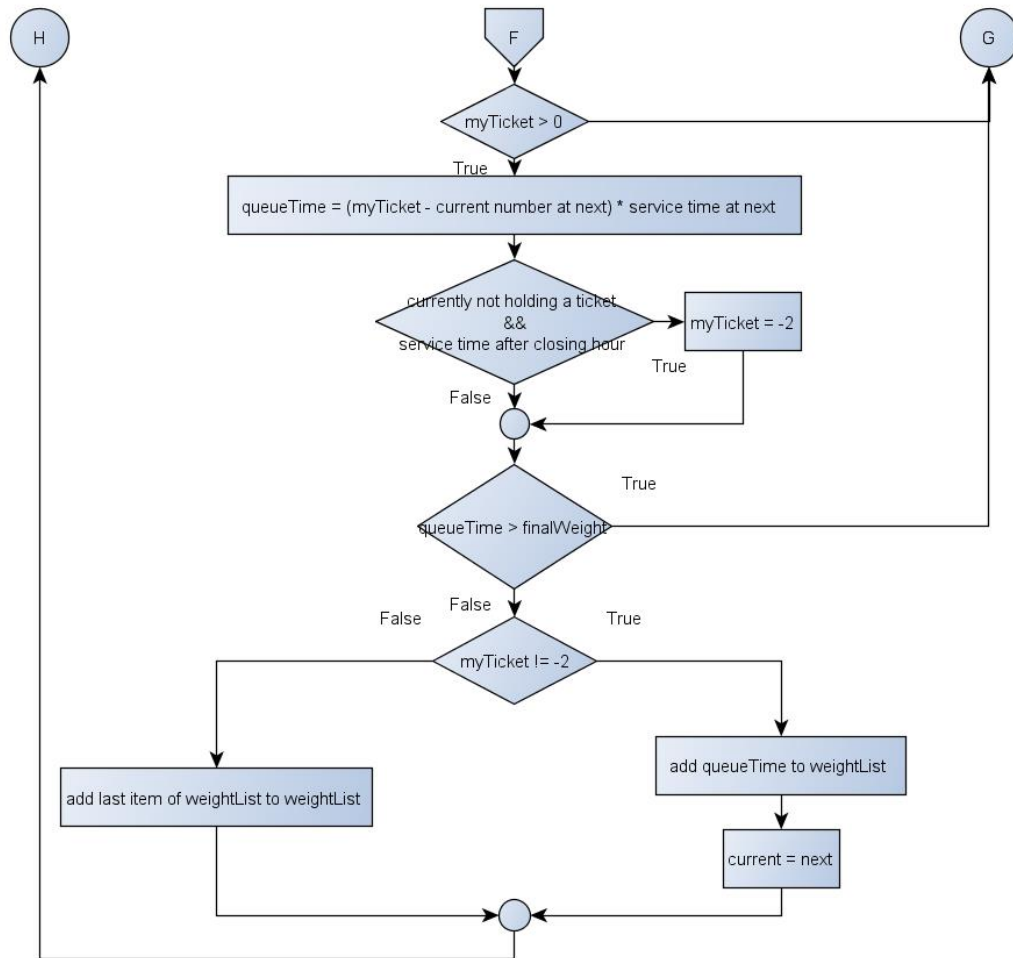 H
F
G
myTicket > 0
True
queueTime = (myTicket - current number at next) * service time at next
currently not holding a ticket
&&
service time after closing hour
myTicket = -2
True
False
True
queueTime > finalWeight
False
False
True
myTicket != -2
add queueTime to weightList
add last item of weightList to weightList
current = next